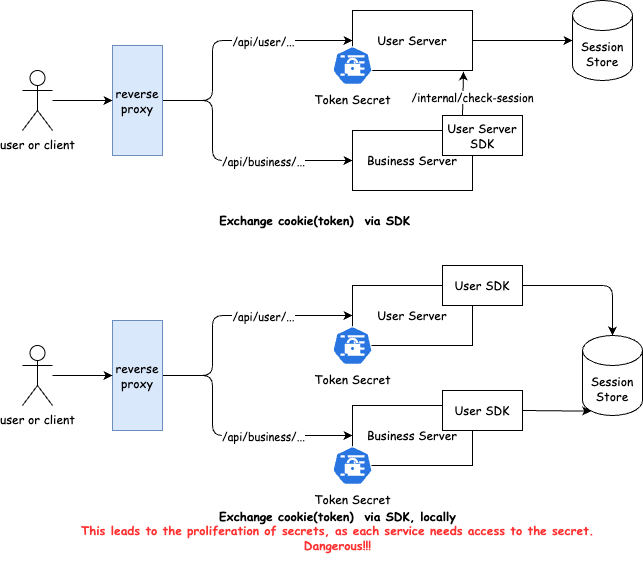 /api/user/...
User Server
Session
Store
Token Secret
reverse
proxy
/internal/check-session
user or client
User Server
SDK
/api/business/...
Business Server
Exchange cookie(token)  via SDK
User SDK
/api/user/...
User Server
Token Secret
reverse
proxy
Session
Store
user or client
User SDK
/api/business/...
Business Server
Token Secret
Exchange cookie(token)  via SDK, locally
This leads to the proliferation of secrets, as each service needs access to the secret.
Dangerous!!!